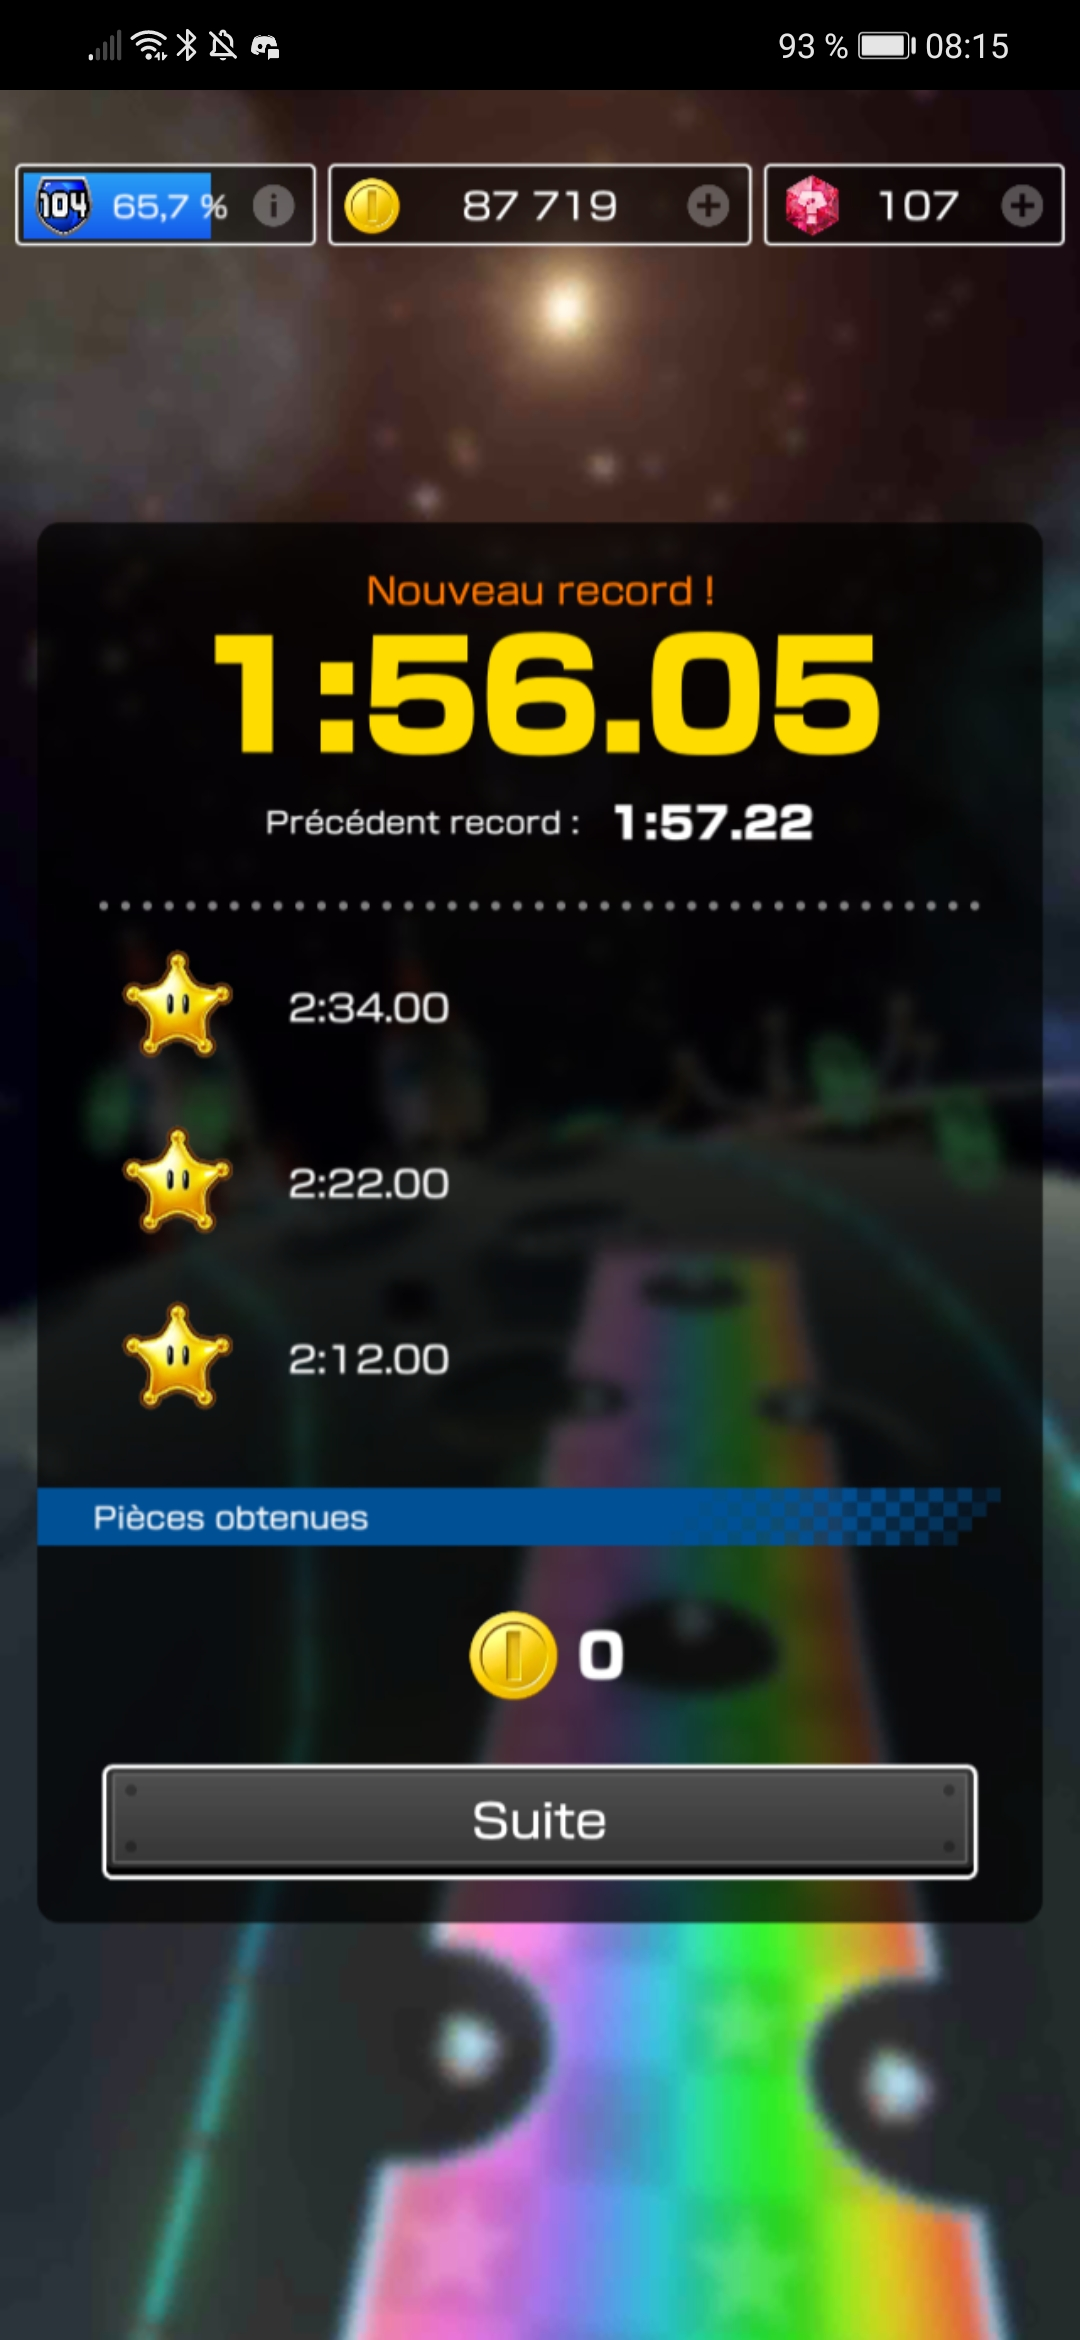 93 % 08:15
104 65,7 % i 87 719 + 107 +
Nouveau record !
1:56.05
Précédent record : 1:57.22
2:34.00
2:22.00
2:12.00
Pièces obtenues
0
Suite